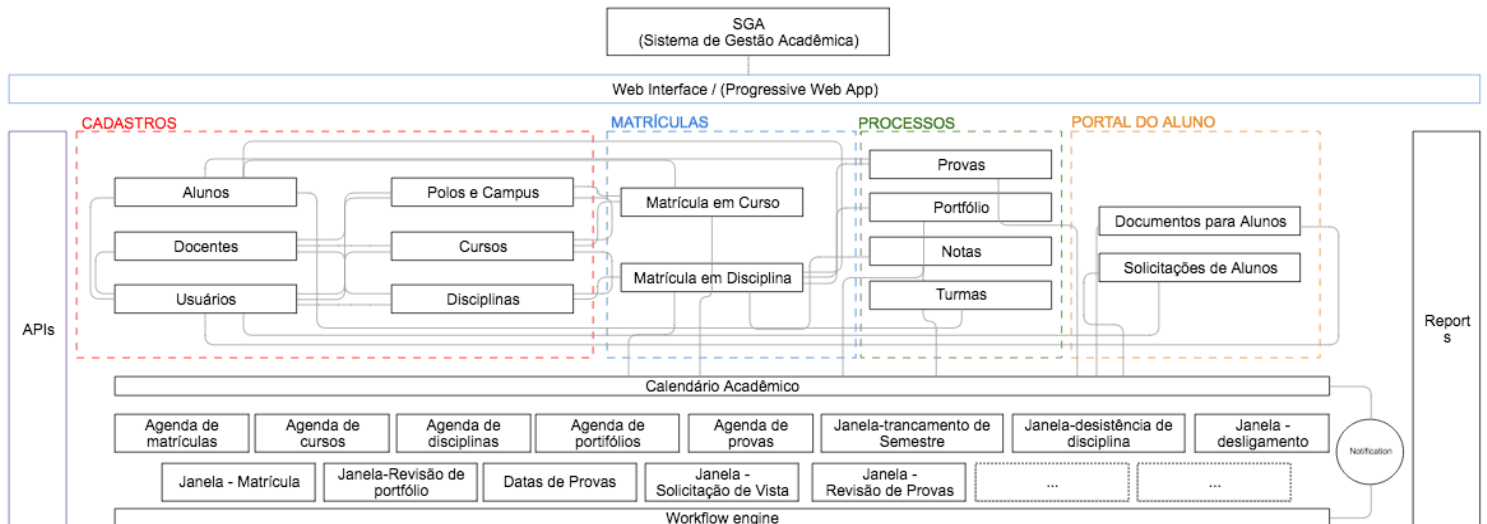 SGA
(Sistema de Gestão Acadêmica)
Web Interface / (Progressive Web App)
CADASTROS
MATRÍCULAS
PROCESSOS
PORTAL DO ALUNO
APIs
Alunos
Docentes
Usuários
Polos e Campus
Cursos
Disciplinas
Matrícula em Curso
Matrícula em Disciplina
Provas
Portfólio
Notas
Turmas
Documentos para Alunos
Solicitações de Alunos
Report
s
Calendário Acadêmico
Agenda de
matrículas
Agenda de
cursos
Agenda de
disciplinas
Agenda de
portifólios
Agenda de
provas
Janela-trancamento de
Semestre
Janela-desistência de
disciplina
Janela -
desligamento
Notification
Janela - Matrícula
Janela-Revisão de
portfólio
Datas de Provas
Janela -
Solicitação de Vista
Janela -
Revisão de Provas
...
...
Workflow engine